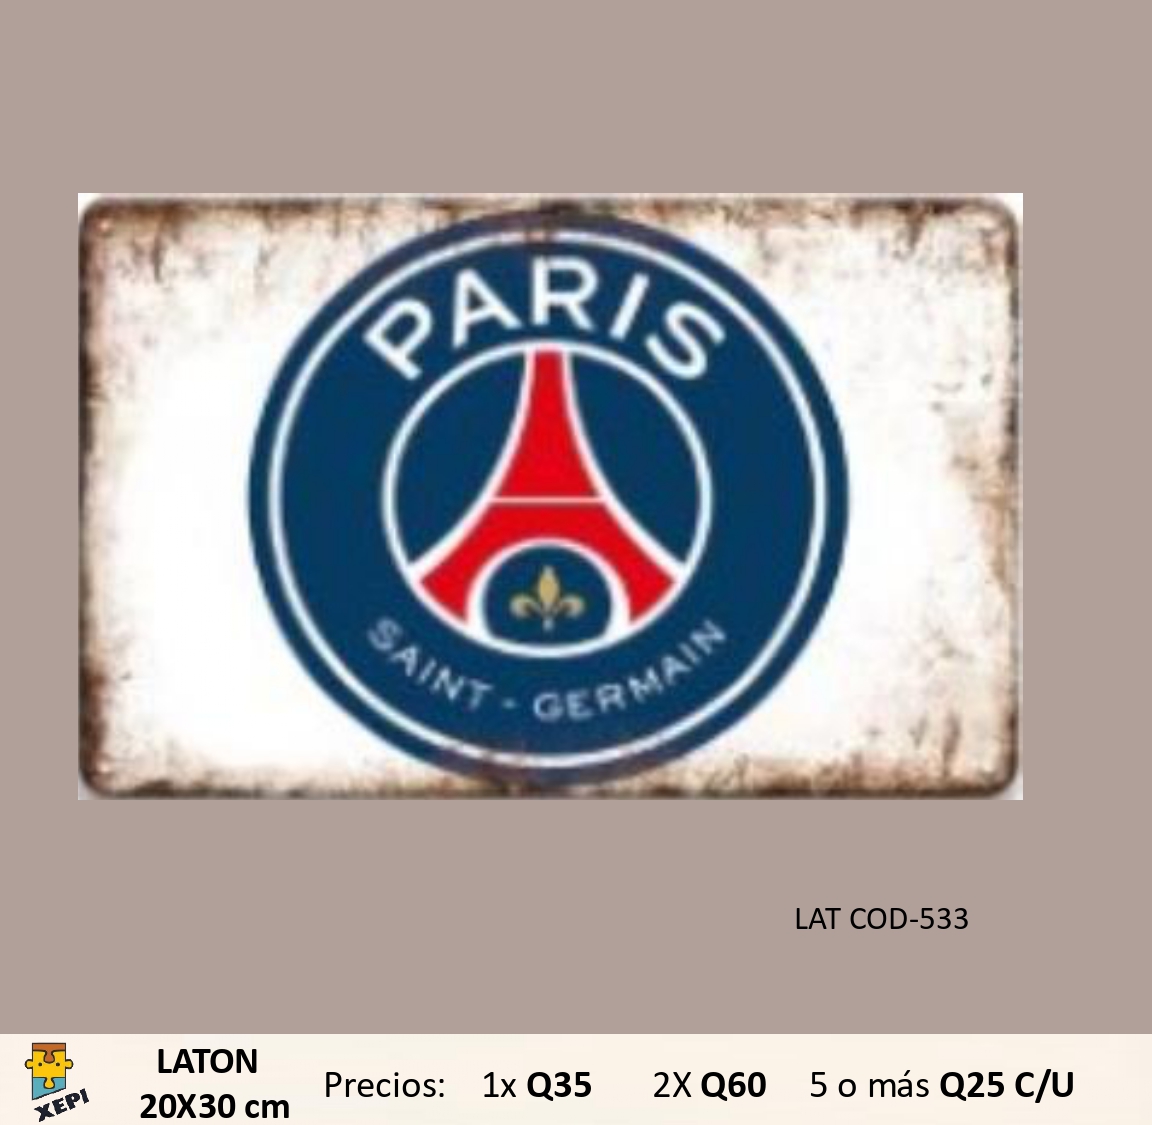 PARIS
SAINT - GERMAIN
LAT COD-533
XEPI
LATON
20X30 cm
Precios: 1x Q35 2X Q60 5 o más Q25 C/U